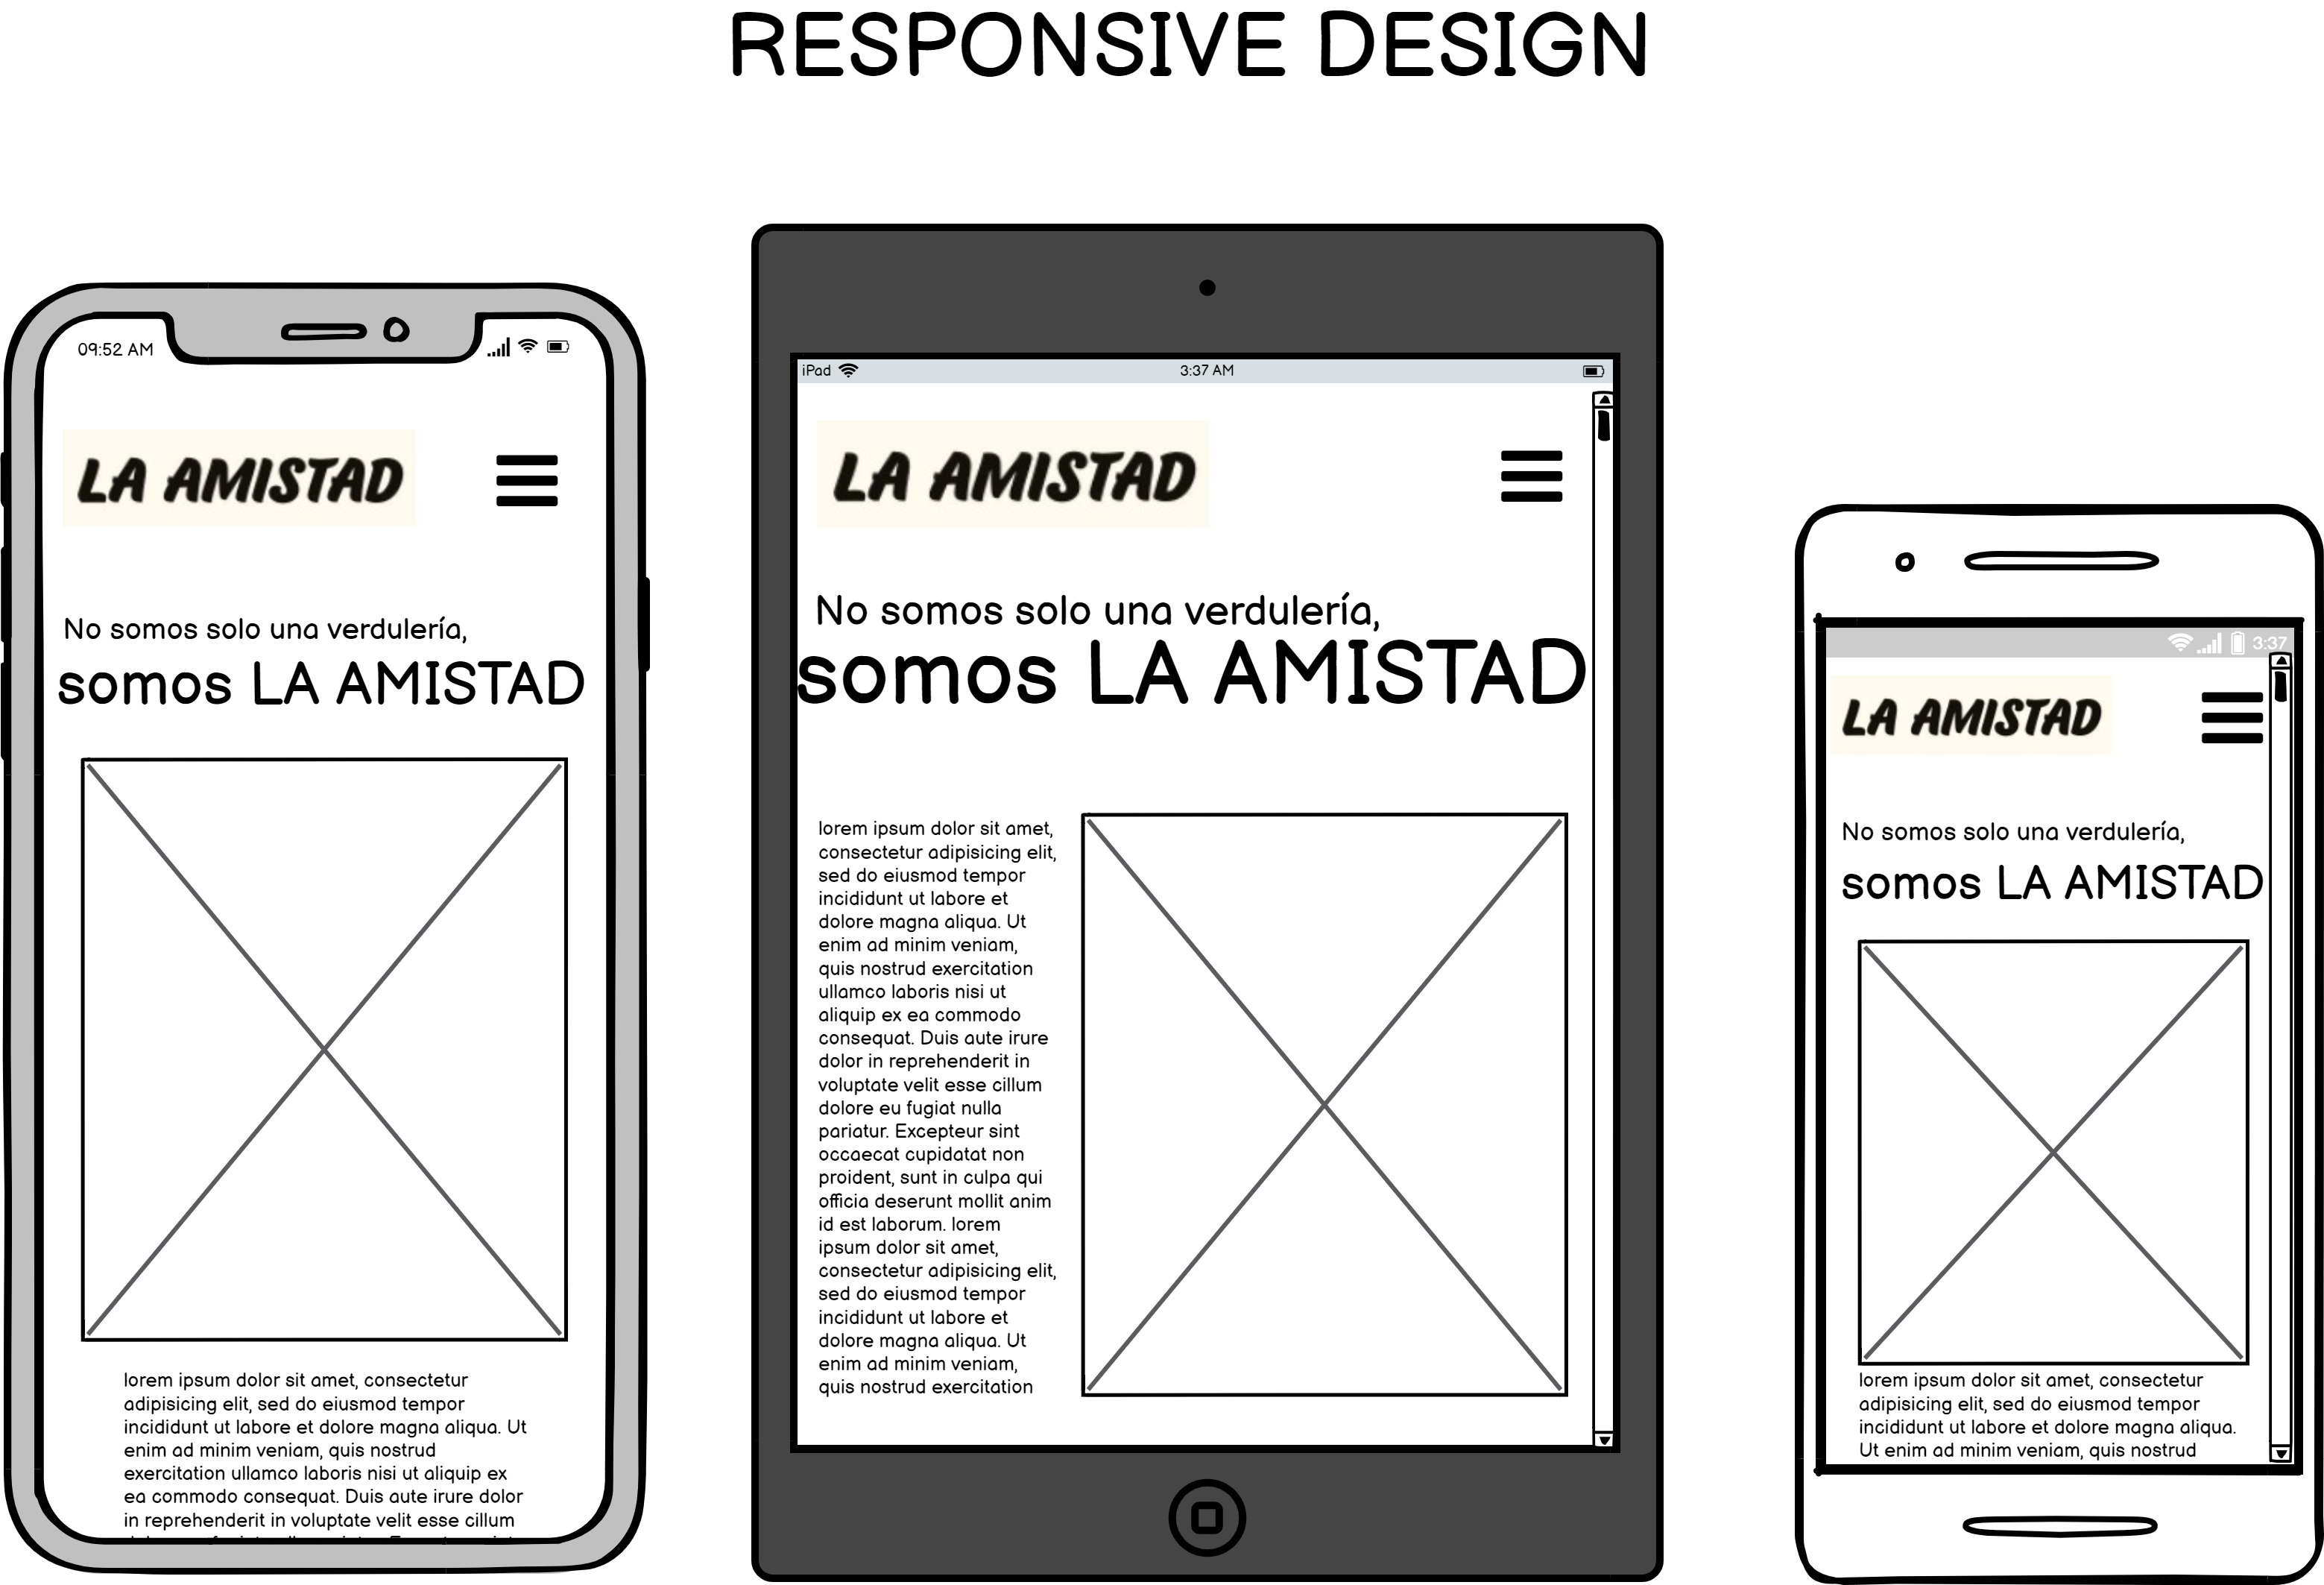 RESPONSIVE DESIGN
09:52 AM
LA AMISTAD
No somos solo una verdulería,
somos LA AMISTAD
lorem ipsum dolor sit amet, consectetur
adipisicing elit, sed do eiusmod tempor
incididunt ut labore et dolore magna aliqua. Ut
enim ad minim veniam, quis nostrud
exercitation ullamco laboris nisi ut aliquip ex
ea commodo consequat. Duis aute irure dolor
in reprehenderit in voluptate velit esse cillum
iPad
3:37 AM
LA AMISTAD
No somos solo una verdulería,
somos LA AMISTAD
lorem ipsum dolor sit amet,
consectetur adipisicing elit,
sed do eiusmod tempor
incididunt ut labore et
dolore magna aliqua. Ut
enim ad minim veniam,
quis nostrud exercitation
ullamco laboris nisi ut
aliquip ex ea commodo
consequat. Duis aute irure
dolor in reprehenderit in
voluptate velit esse cillum
dolore eu fugiat nulla
pariatur. Excepteur sint
occaecat cupidatat non
proident, sunt in culpa qui
officia deserunt mollit anim
id est laborum. lorem
ipsum dolor sit amet,
consectetur adipisicing elit,
sed do eiusmod tempor
incididunt ut labore et
dolore magna aliqua. Ut
enim ad minim veniam,
quis nostrud exercitation
3:37
LA AMISTAD
No somos solo una verdulería,
somos LA AMISTAD
lorem ipsum dolor sit amet, consectetur
adipisicing elit, sed do eiusmod tempor
incididunt ut labore et dolore magna aliqua.
Ut enim ad minim veniam, quis nostrud